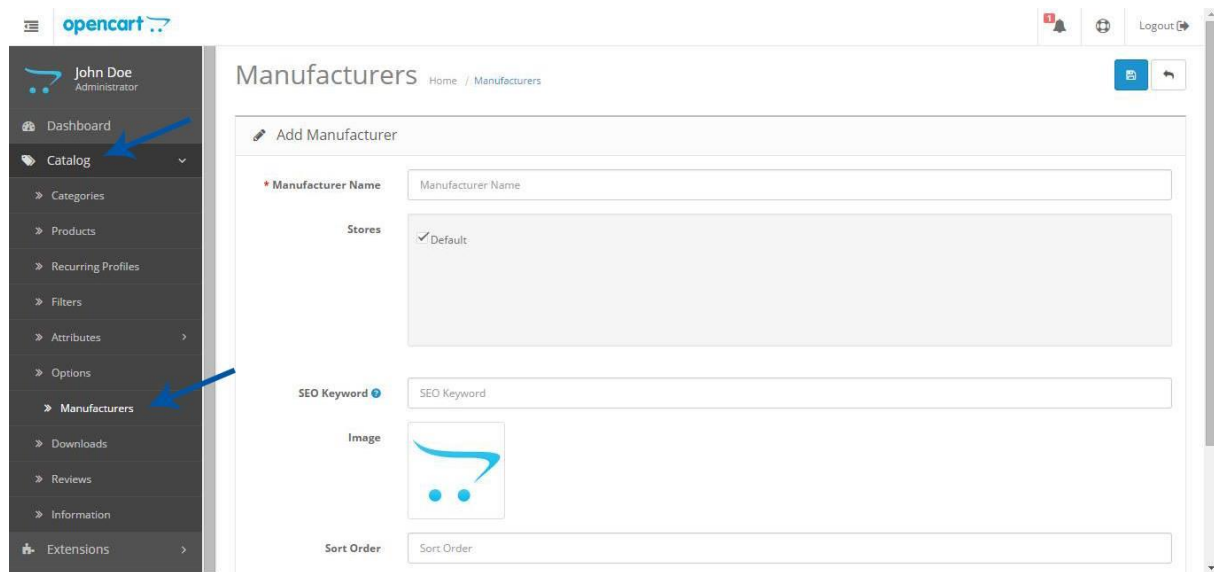 opencart
1
Logout
John Doe
Administrator
Dashboard
Catalog
Categories
Products
Recurring Profiles
Filters
Attributes
Options
Manufacturers
Downloads
Reviews
Information
Extensions
Manufacturers Home / Manufacturers
Add Manufacturer
* Manufacturer Name Manufacturer Name
Stores Default
SEO Keyword ? SEO Keyword
Image
Sort Order Sort Order